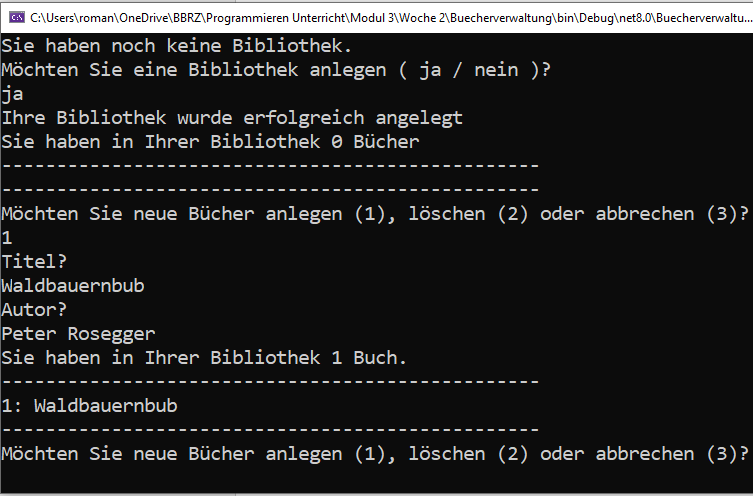 C:\Users\roman\OneDrive\BBRZ\Programmieren Unterricht\Modul 3\Woche 2\Buecherverwaltung\bin\Debug\net8.0\Buecherverwaltu...
Sie haben noch keine Bibliothek.
Möchten Sie eine Bibliothek anlegen ( ja / nein )?
ja
Ihre Bibliothek wurde erfolgreich angelegt
Sie haben in Ihrer Bibliothek 0 Bücher
-------------------------------------------------
-------------------------------------------------
Möchten Sie neue Bücher anlegen (1), löschen (2) oder abbrechen (3)?
1
Titel?
Waldbauernbub
Autor?
Peter Rosegger
Sie haben in Ihrer Bibliothek 1 Buch.
-------------------------------------------------
1: Waldbauernbub
-------------------------------------------------
Möchten Sie neue Bücher anlegen (1), löschen (2) oder abbrechen (3)?